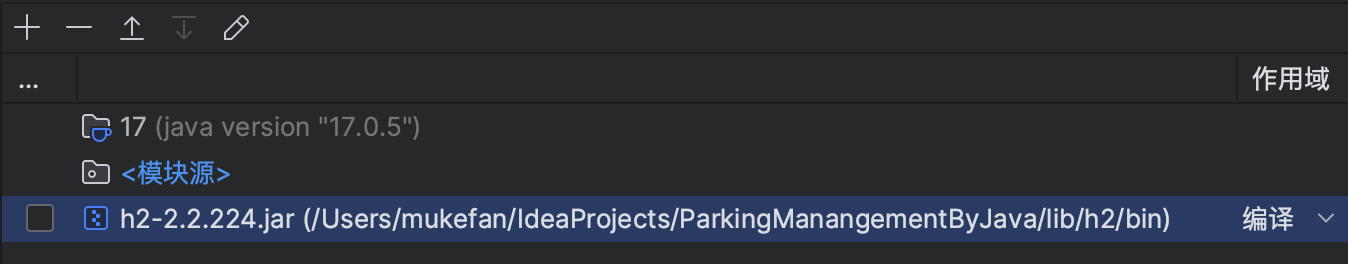 ...
作用域
17 (java version "17.0.5")
<模块源>
h2-2.2.224.jar (/Users/mukefan/IdeaProjects/ParkingManangementByJava/lib/h2/bin) 编译